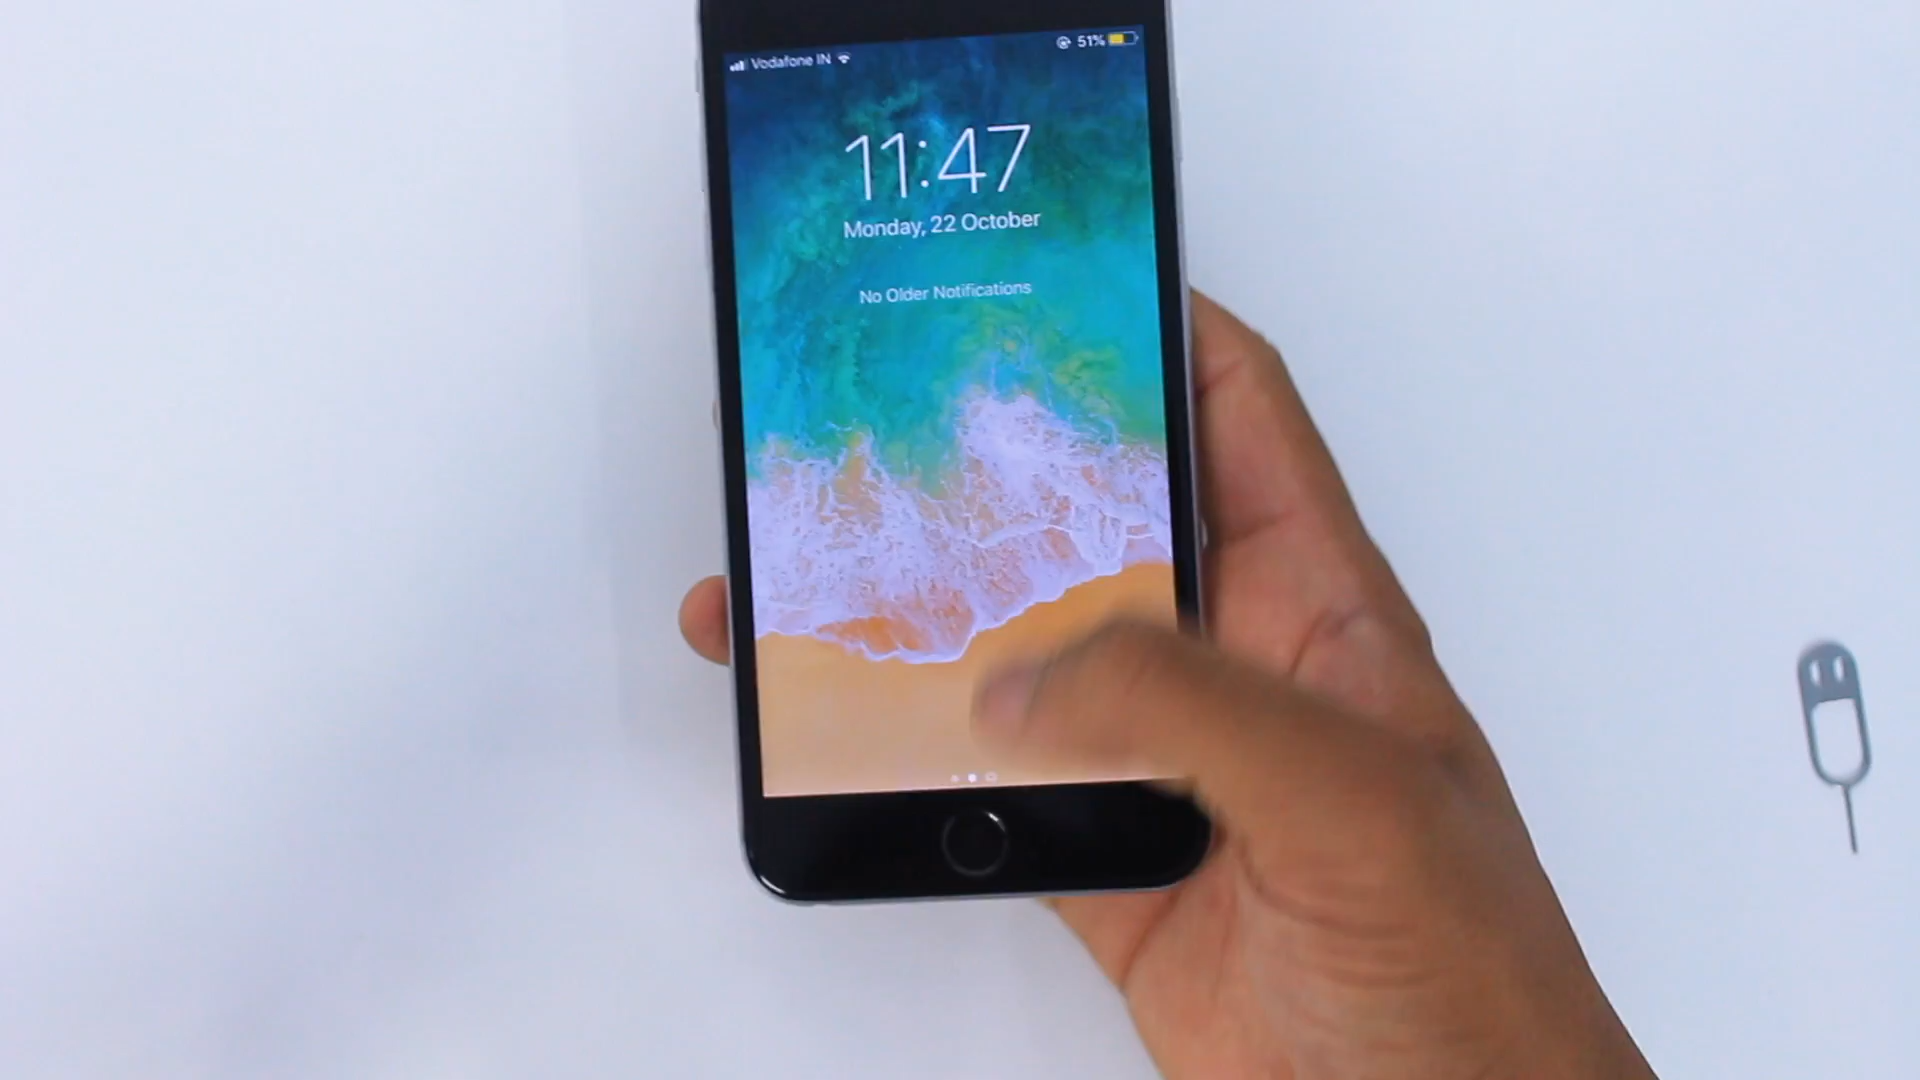 Vodafone IN
51%
11:47
Monday, 22 October
No Older Notifications